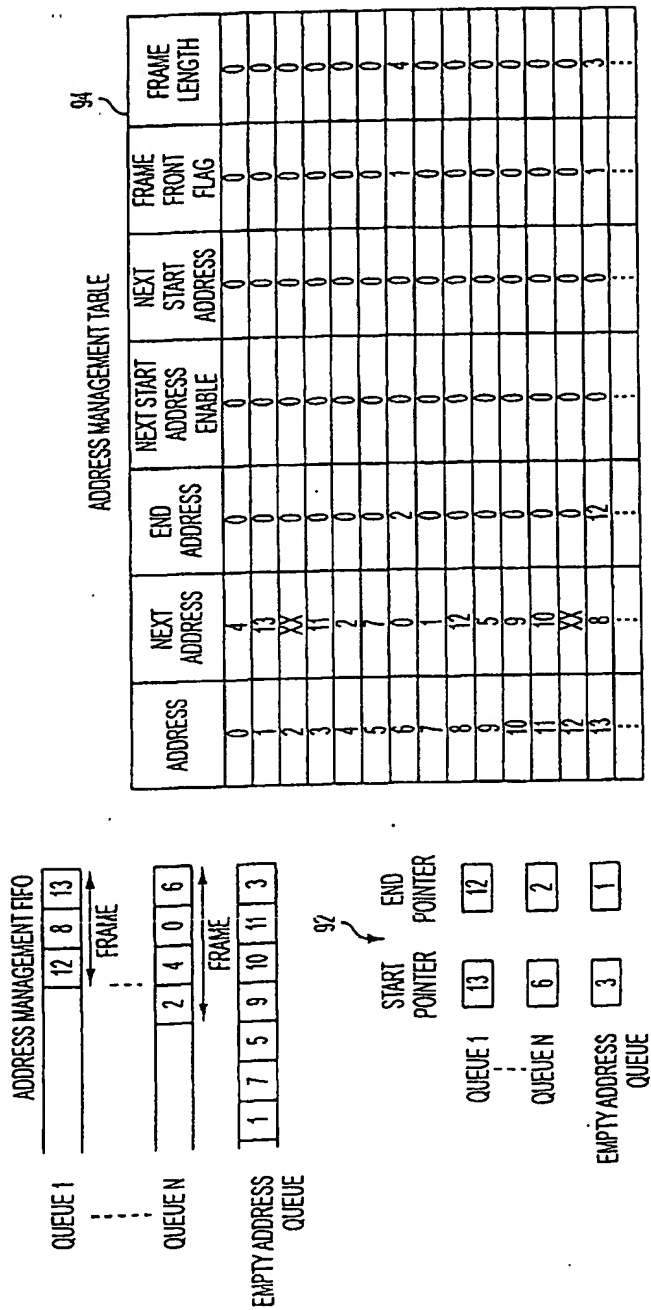 ADDRESS MANAGEMENT FIFO
QUEUE 1
12 8 13
FRAME
QUEUE N
2 4 0 6
FRAME
EMPTY ADDRESS
QUEUE
1 7 5 9 10 11 3
92
START
POINTER
END
POINTER
QUEUE 1
13 12
QUEUE N
6 2
EMPTY ADDRESS
QUEUE
3 1
ADDRESS MANAGEMENT TABLE
94
ADDRESS NEXT ADDRESS END ADDRESS NEXT START ADDRESS ENABLE NEXT START ADDRESS FRAME FRONT FLAG FRAME LENGTH
0 4 0 0 0 0 0
1 13 0 0 0 0 0
2 XX 0 0 0 0 0
3 11 0 0 0 0 0
4 2 0 0 0 0 0
5 7 0 0 0 0 0
6 0 2 0 0 1 4
7 1 0 0 0 0 0
8 12 0 0 0 0 0
9 5 0 0 0 0 0
10 9 0 0 0 0 0
11 10 0 0 0 0 0
12 XX 0 0 0 0 0
13 8 12 0 0 1 3